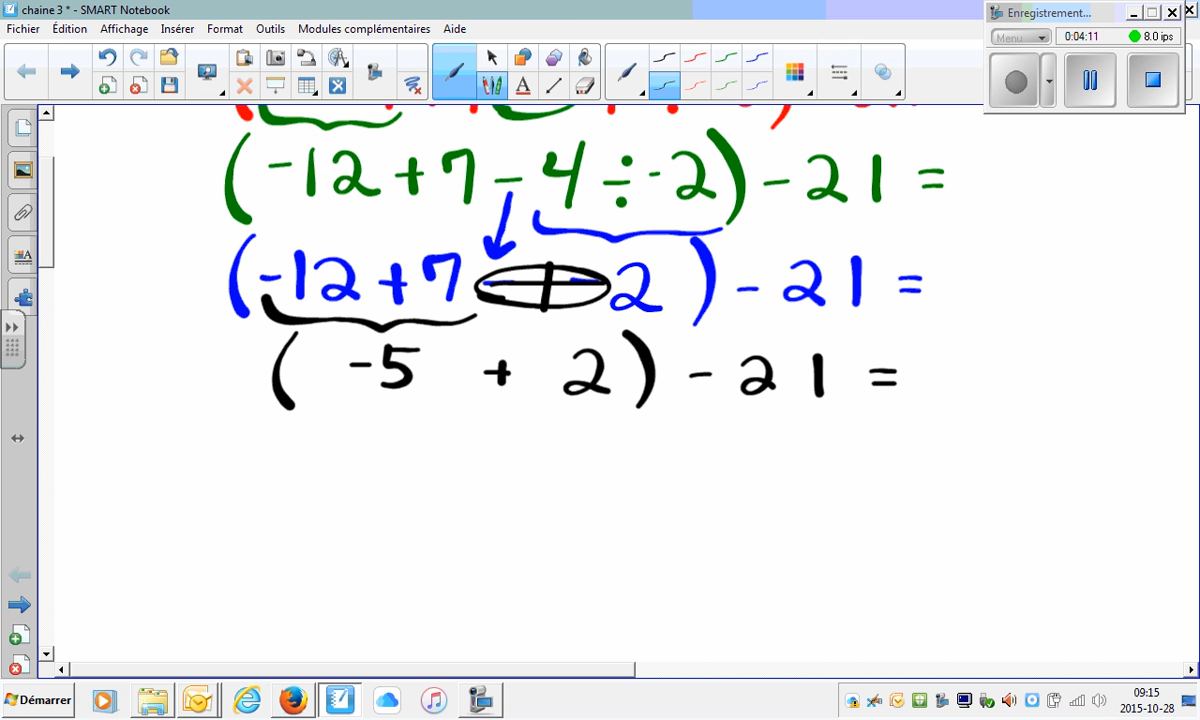 chaine 3 * - SMART Notebook
Fichier Édition Affichage Insérer Format Outils Modules complémentaires Aide
Enregistrement...
Menu 0:04:11 8.0 ips
(-12 + 7 - 4 ÷ -2) - 21 =
(-12 + 7 + 2) - 21 =
( -5 + 2) - 21 =
Démarrer
09:15
2015-10-28